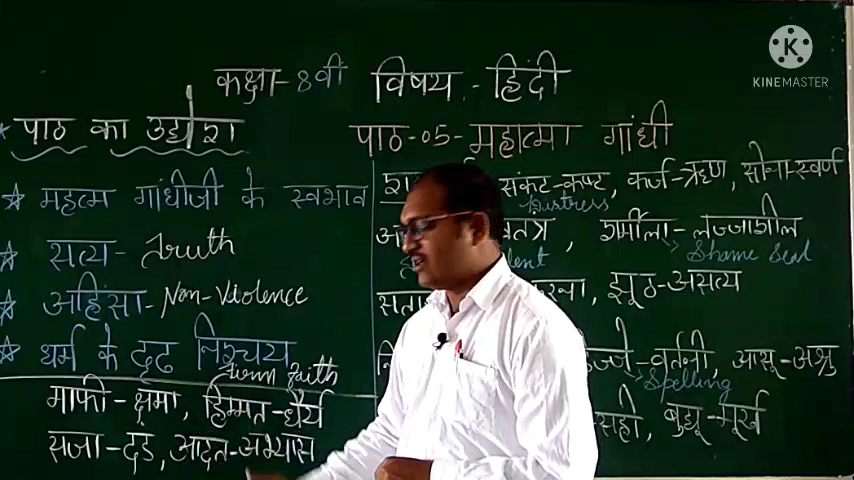 KINEMASTER
कक्षा-8वीं विषय - हिंदी
पाठ-05-महात्मा गांधी
पाठ का उद्येश
महत्म गांधीजी के स्वभाव
सत्य - Truth
अहिंसा - Non-Violence
धर्म के दृढ निश्चय
Firm Faith
माफी - क्षमा, हिम्मत - धैर्य
सजा - दंड, आदत - अभ्यास
संकट - कष्ट, कर्ज - ऋण, सोना - स्वर्ण
Distress
शर्मीला - लज्जाशील
Shame Seal
झूठ - असत्य
वर्तनी, आसू - अश्रु
Spelling
सही, बुद्यू - मूर्ख